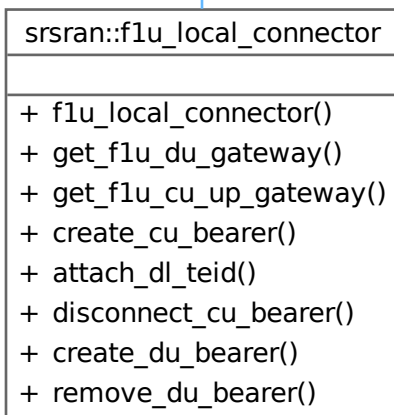 srsran::f1u_local_connector
+ f1u_local_connector()
+ get_f1u_du_gateway()
+ get_f1u_cu_up_gateway()
+ create_cu_bearer()
+ attach_dl_teid()
+ disconnect_cu_bearer()
+ create_du_bearer()
+ remove_du_bearer()